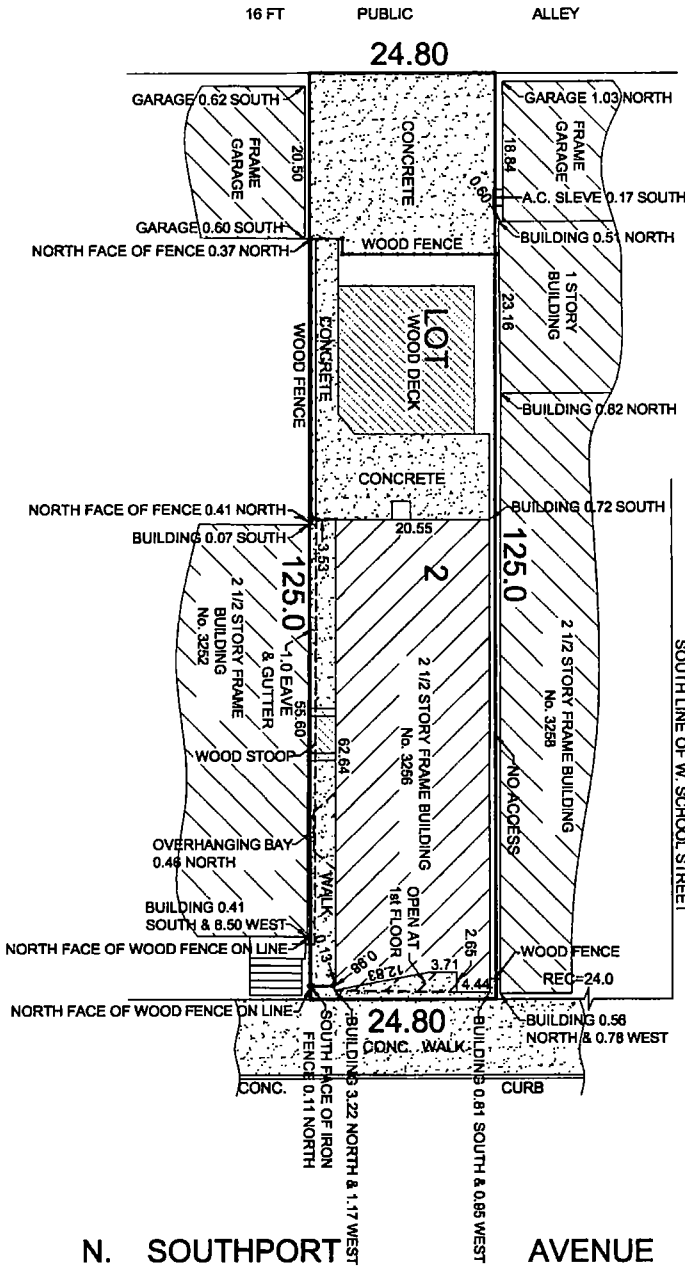 16 FT PUBLIC ALLEY
24.80
GARAGE 0.62 SOUTH
GARAGE 1.03 NORTH
FRAME
GARAGE
20.50
CONCRETE
18.84
FRAME
GARAGE
0.60
A.C. SLEVE 0.17 SOUTH
GARAGE 0.60 SOUTH
BUILDING 0.51 NORTH
NORTH FACE OF FENCE 0.37 NORTH
WOOD FENCE
1 STORY
BUILDING
23.16
WOOD FENCE
CONCRETE
LOT
WOOD DECK
BUILDING 0.82 NORTH
CONCRETE
NORTH FACE OF FENCE 0.41 NORTH
BUILDING 0.72 SOUTH
BUILDING 0.07 SOUTH
20.55
3.53
125.0
2
125.0
2 1/2 STORY FRAME
BUILDING
No. 3252
1.0 EAVE
& GUTTER
55.60
62.64
2 1/2 STORY FRAME BUILDING
No. 3256
2 1/2 STORY FRAME BUILDING
No. 3258
SOUTH LINE OF W. SCHOOL STREET
WOOD STOOP
NO ACCESS
OVERHANGING BAY
0.46 NORTH
WALK
OPEN AT
1st FLOOR
BUILDING 0.41
SOUTH & 8.50 WEST
0.13
0.98
12.83
3.71
2.65
4.44
WOOD FENCE
NORTH FACE OF WOOD FENCE ON LINE
REC=24.0
NORTH FACE OF WOOD FENCE ON LINE
24.80
BUILDING 0.56
NORTH & 0.78 WEST
CONC. WALK
CONC. CURB
SOUTH FACE OF IRON
FENCE 0.11 NORTH
BUILDING 3.22 NORTH & 1.17 WEST
BUILDING 0.81 SOUTH & 0.95 WEST
N. SOUTHPORT AVENUE